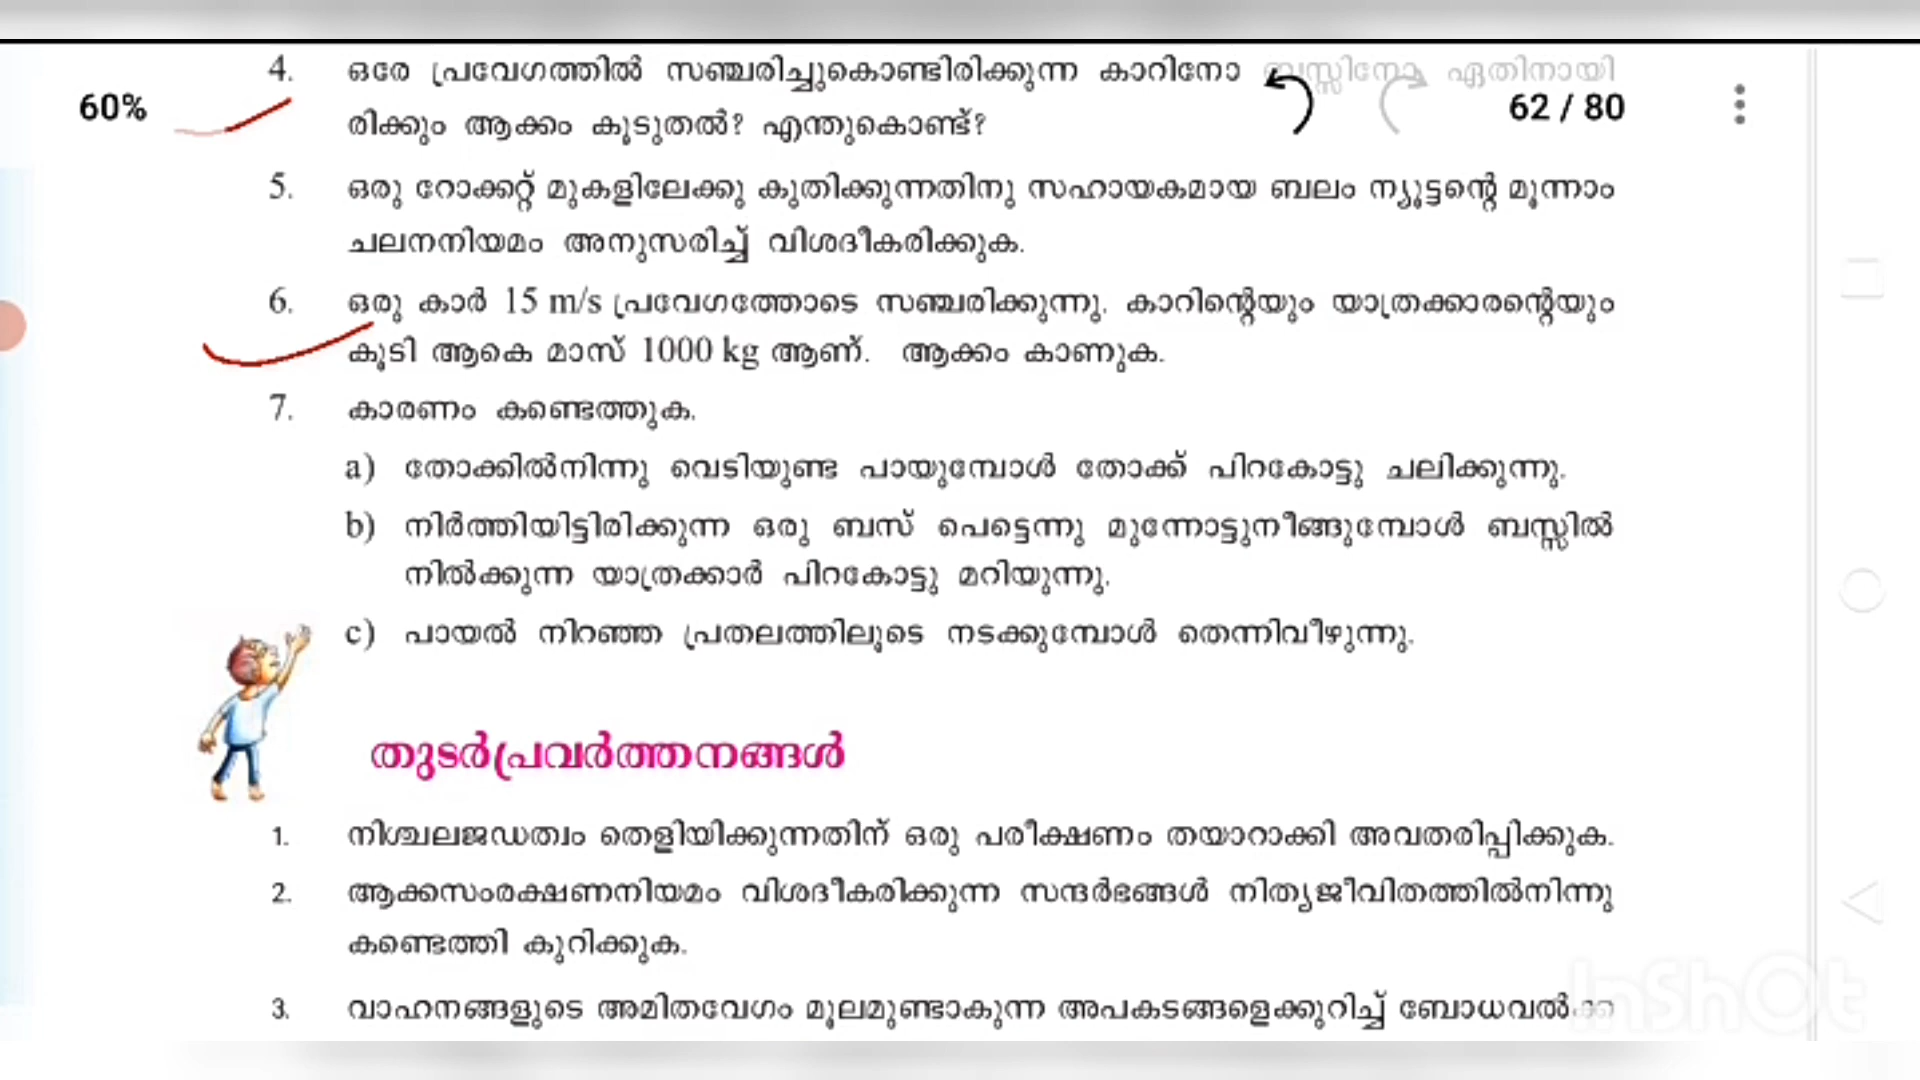 4. ഒരേ പ്രവേഗത്തിൽ സഞ്ചരിച്ചുകൊണ്ടിരിക്കുന്ന കാറിനോ ബസ്സിനോ ഏതിനായി
60%
62 / 80
രിക്കും ആക്കം കൂടുതൽ? എന്തുകൊണ്ട്?
5. ഒരു റോക്കറ്റ് മുകളിലേക്കു കുതിക്കുന്നതിനു സഹായകമായ ബലം ന്യൂട്ടന്റെ മൂന്നാം
ചലനനിയമം അനുസരിച്ച് വിശദീകരിക്കുക.
6. ഒരു കാർ 15 m/s പ്രവേഗത്തോടെ സഞ്ചരിക്കുന്നു. കാറിന്റെയും യാത്രക്കാരന്റെയും
കൂടി ആകെ മാസ് 1000 kg ആണ്. ആക്കം കാണുക.
7. കാരണം കണ്ടെത്തുക.
a) തോക്കിൽനിന്നു വെടിയുണ്ട പായുമ്പോൾ തോക്ക് പിറകോട്ടു ചലിക്കുന്നു.
b) നിർത്തിയിട്ടിരിക്കുന്ന ഒരു ബസ് പെട്ടെന്നു മുന്നോട്ടുനീങ്ങുമ്പോൾ ബസ്സിൽ
നിൽക്കുന്ന യാത്രക്കാർ പിറകോട്ടു മറിയുന്നു.
c) പായൽ നിറഞ്ഞ പ്രതലത്തിലൂടെ നടക്കുമ്പോൾ തെന്നിവീഴുന്നു.
തുടർപ്രവർത്തനങ്ങൾ
1. നിശ്ചലജഡത്വം തെളിയിക്കുന്നതിന് ഒരു പരീക്ഷണം തയാറാക്കി അവതരിപ്പിക്കുക.
2. ആക്കസംരക്ഷണനിയമം വിശദീകരിക്കുന്ന സന്ദർഭങ്ങൾ നിത്യജീവിതത്തിൽനിന്നു
കണ്ടെത്തി കുറിക്കുക.
3. വാഹനങ്ങളുടെ അമിതവേഗം മൂലമുണ്ടാകുന്ന അപകടങ്ങളെക്കുറിച്ച് ബോധവൽക്ക
InShOt